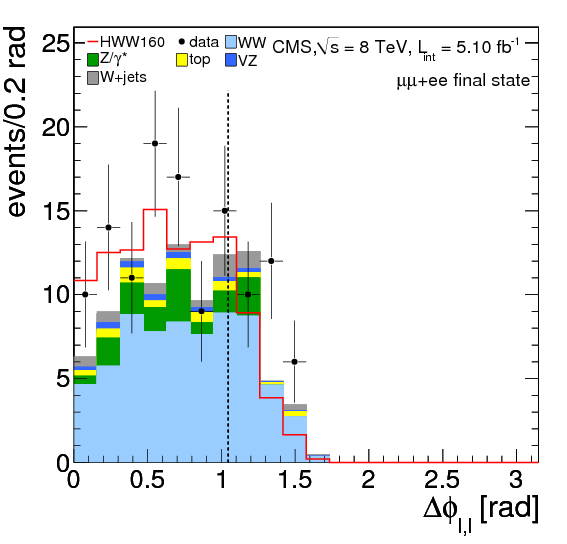 HWW160 data WW CMS,√s = 8 TeV, L_int = 5.10 fb⁻¹
Z/γ* top VZ
W+jets μμ+ee final state
events/0.2 rad
25
20
15
10
5
0
0 0.5 1 1.5 2 2.5 3
Δϕ_l,l [rad]